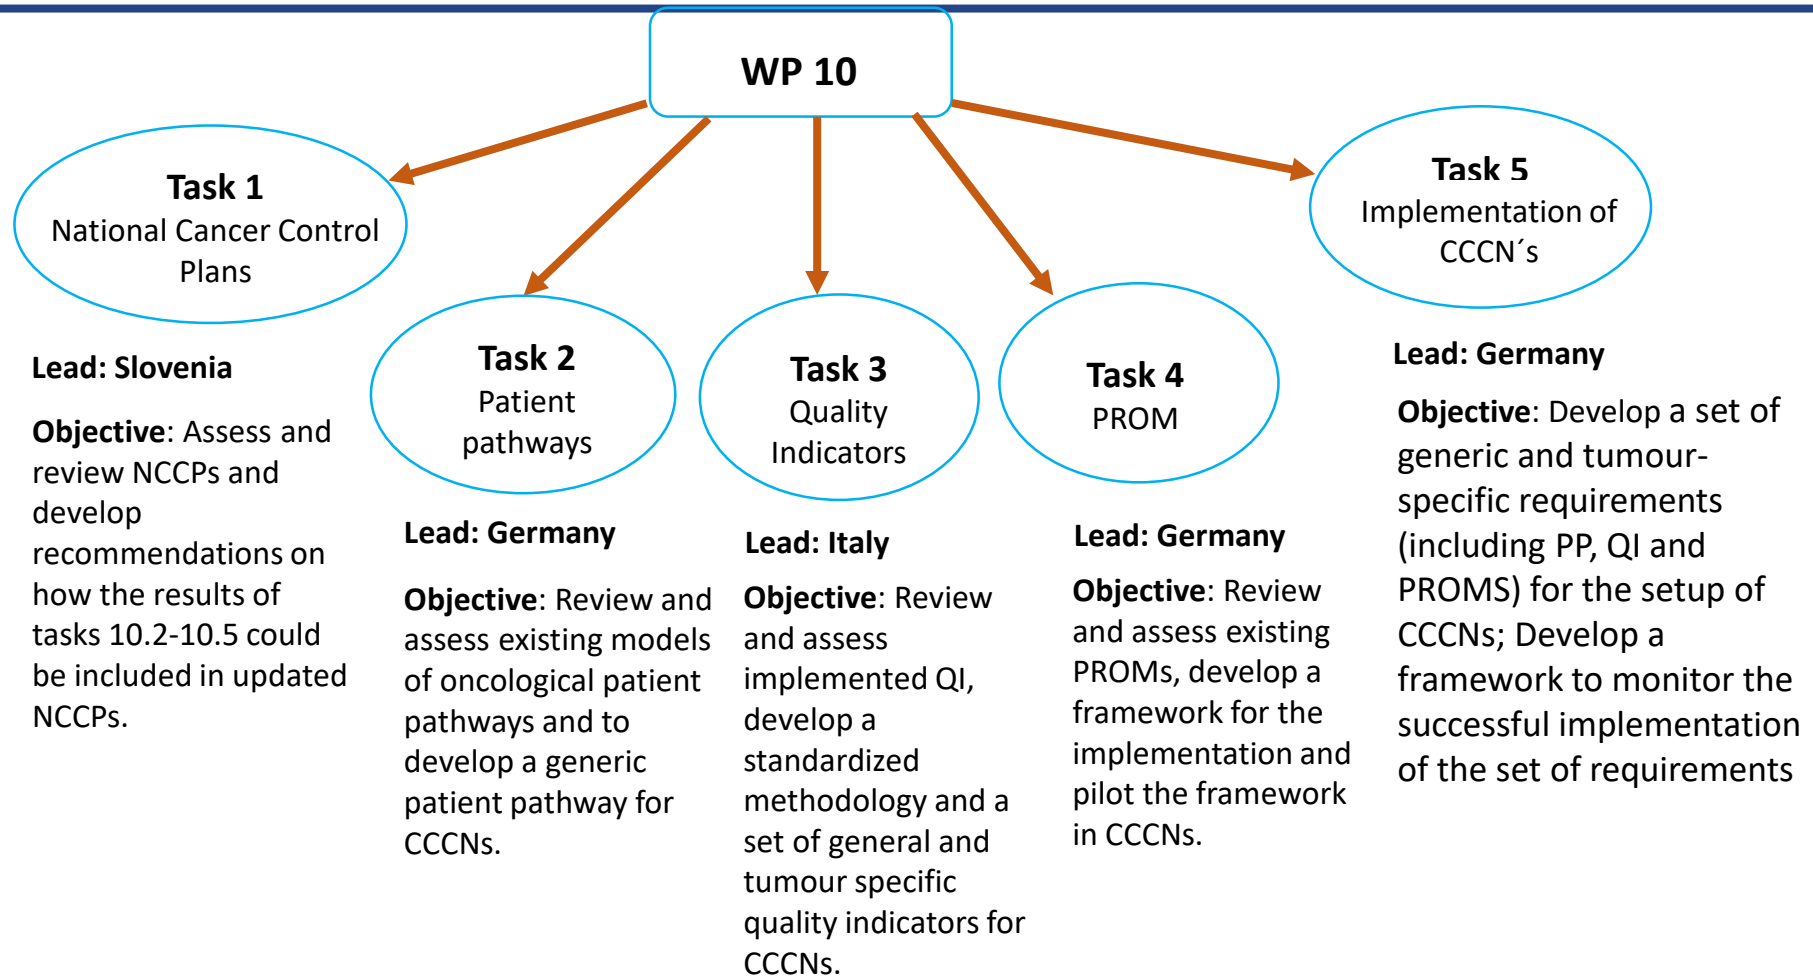 WP 10
Task 1
National Cancer Control
Plans
Lead: Slovenia
Objective: Assess and
review NCCPs and
develop
recommendations on
how the results of
tasks 10.2-10.5 could
be included in updated
NCCPs.
Task 2
Patient
pathways
Lead: Germany
Objective: Review and
assess existing models
of oncological patient
pathways and to
develop a generic
patient pathway for
CCCNs.
Task 3
Quality
Indicators
Lead: Italy
Objective: Review
and assess
implemented QI,
develop a
standardized
methodology and a
set of general and
tumour specific
quality indicators for
CCCNs.
Task 4
PROM
Lead: Germany
Objective: Review
and assess existing
PROMs, develop a
framework for the
implementation and
pilot the framework
in CCCNs.
Task 5
Implementation of
CCCN´s
Lead: Germany
Objective: Develop a set of
generic and tumour-
specific requirements
(including PP, QI and
PROMS) for the setup of
CCCNs; Develop a
framework to monitor the
successful implementation
of the set of requirements